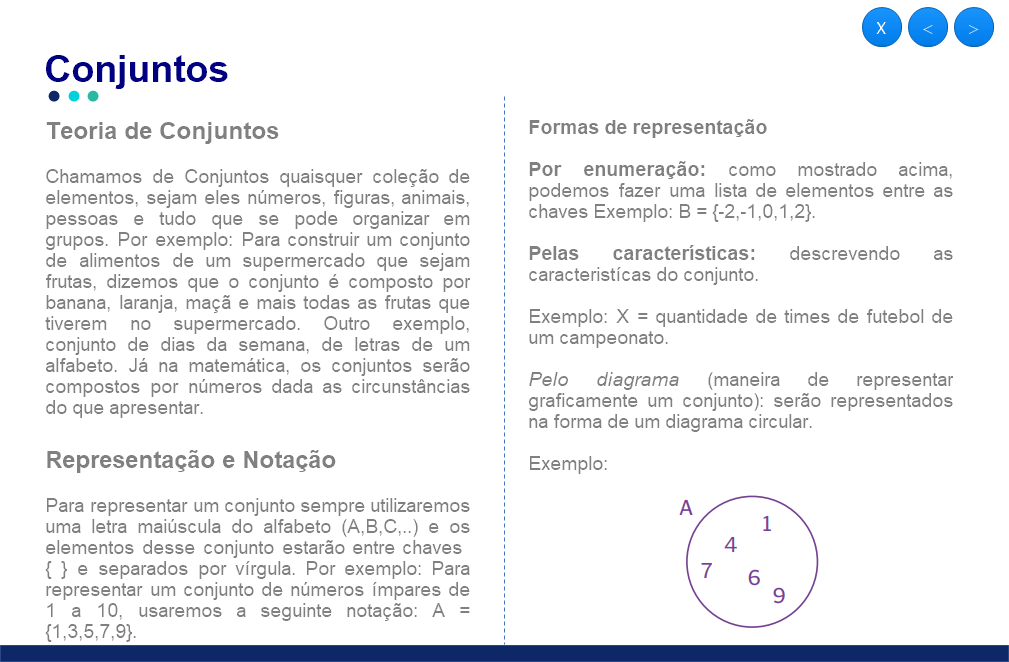 X < >
Conjuntos
Teoria de Conjuntos
Chamamos de Conjuntos quaisquer coleção de
elementos, sejam eles números, figuras, animais,
pessoas e tudo que se pode organizar em
grupos. Por exemplo: Para construir um conjunto
de alimentos de um supermercado que sejam
frutas, dizemos que o conjunto é composto por
banana, laranja, maçã e mais todas as frutas que
tiverem no supermercado. Outro exemplo,
conjunto de dias da semana, de letras de um
alfabeto. Já na matemática, os conjuntos serão
compostos por números dada as circunstâncias
do que apresentar.
Representação e Notação
Para representar um conjunto sempre utilizaremos
uma letra maiúscula do alfabeto (A,B,C,..) e os
elementos desse conjunto estarão entre chaves
{ } e separados por vírgula. Por exemplo: Para
representar um conjunto de números ímpares de
1 a 10, usaremos a seguinte notação: A =
{1,3,5,7,9}.
Formas de representação
Por enumeração: como mostrado acima,
podemos fazer uma lista de elementos entre as
chaves Exemplo: B = {-2,-1,0,1,2}.
Pelas características: descrevendo as
caracteristícas do conjunto.
Exemplo: X = quantidade de times de futebol de
um campeonato.
Pelo diagrama (maneira de representar
graficamente um conjunto): serão representados
na forma de um diagrama circular.
Exemplo:
A
1
4
7
6
9